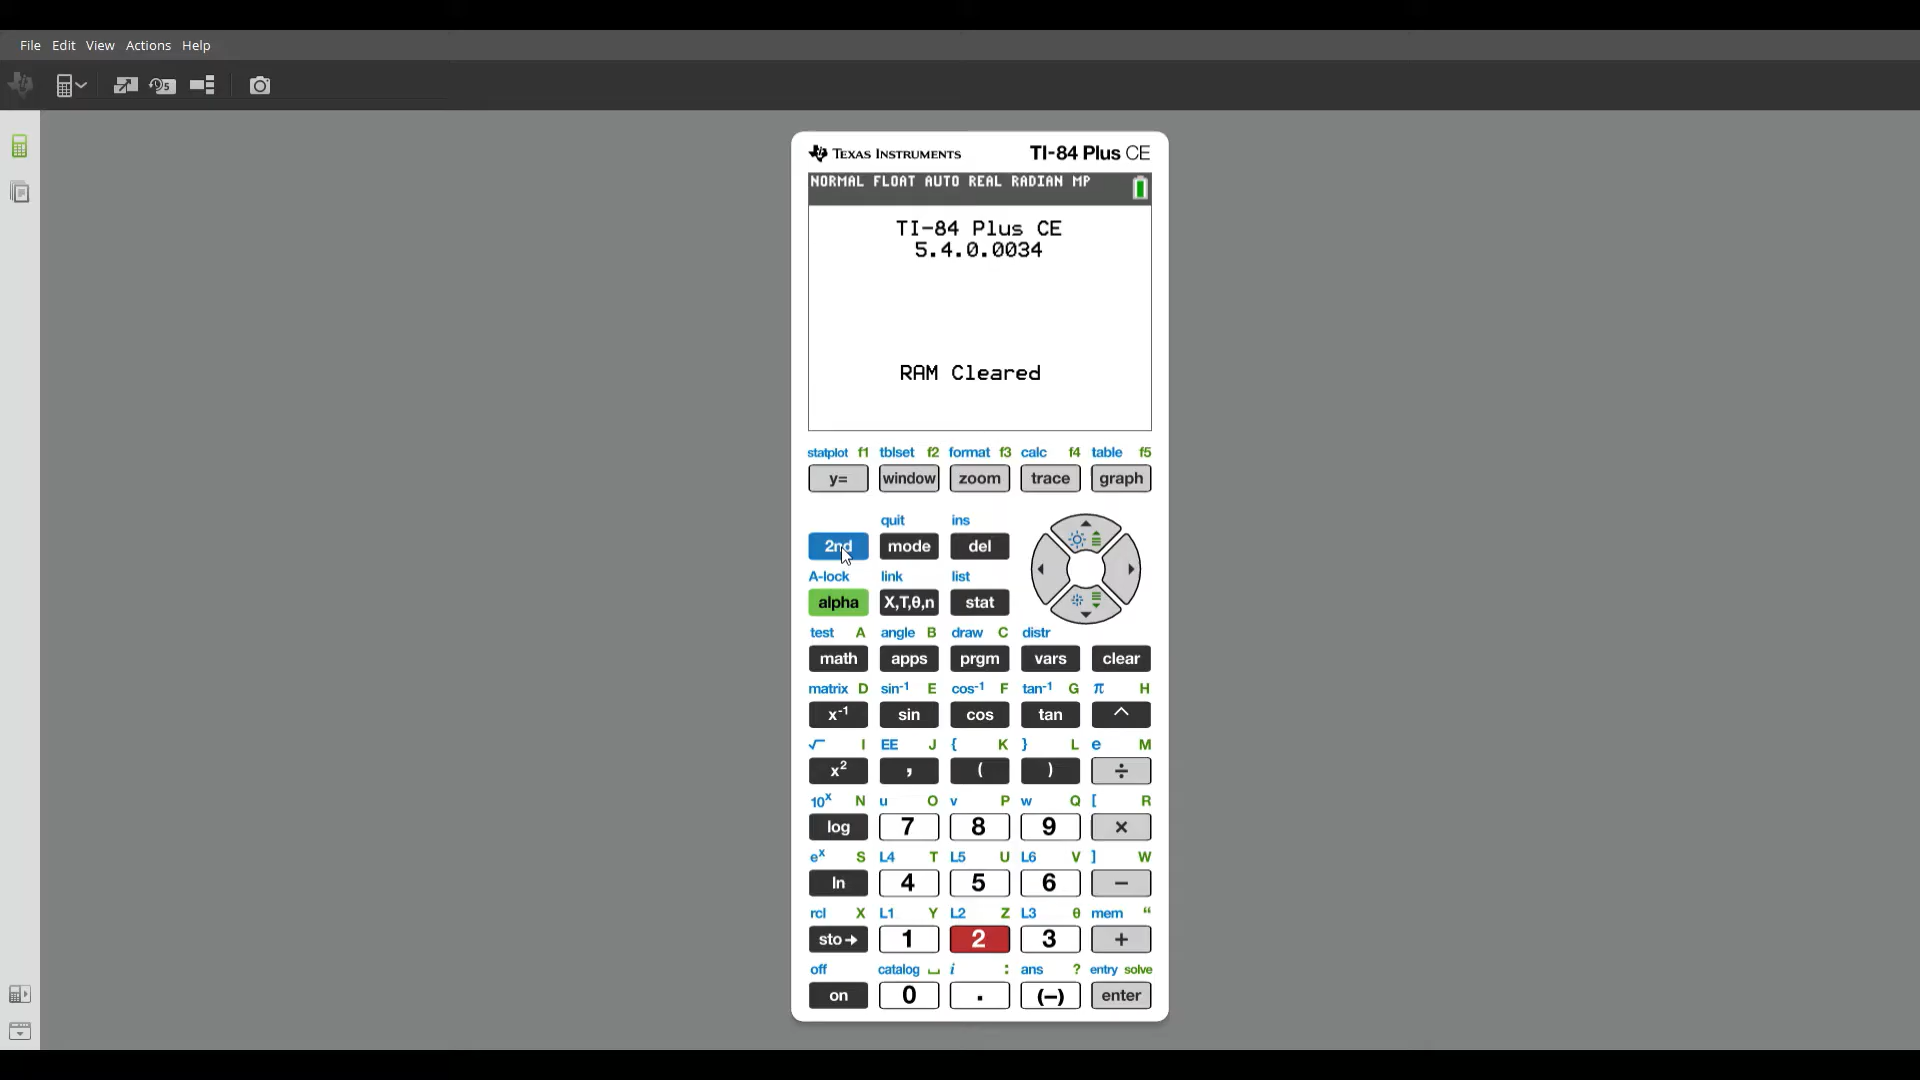 File Edit View Actions Help
TEXAS INSTRUMENTS TI-84 Plus CE
NORMAL FLOAT AUTO REAL RADIAN MP
TI-84 Plus CE
5.4.0.0034
RAM Cleared
statplot f1 tblset f2 format f3 calc f4 table f5
y= window zoom trace graph
quit ins
2nd mode del
A-lock link list
alpha X,T,θ,n stat
test A angle B draw C distr
math apps prgm vars clear
matrix D sin⁻¹ E cos⁻¹ F tan⁻¹ G π H
x⁻¹ sin cos tan ^
√ I EE J { K } L e M
x² , ( ) ÷
10ˣ N u O v P w Q [ R
log 7 8 9 ×
eˣ S L4 T L5 U L6 V ] W
ln 4 5 6 −
rcl X L1 Y L2 Z L3 θ mem “
sto→ 1 2 3 +
off catalog ⎵ i : ans ? entry solve
on 0 . (−) enter